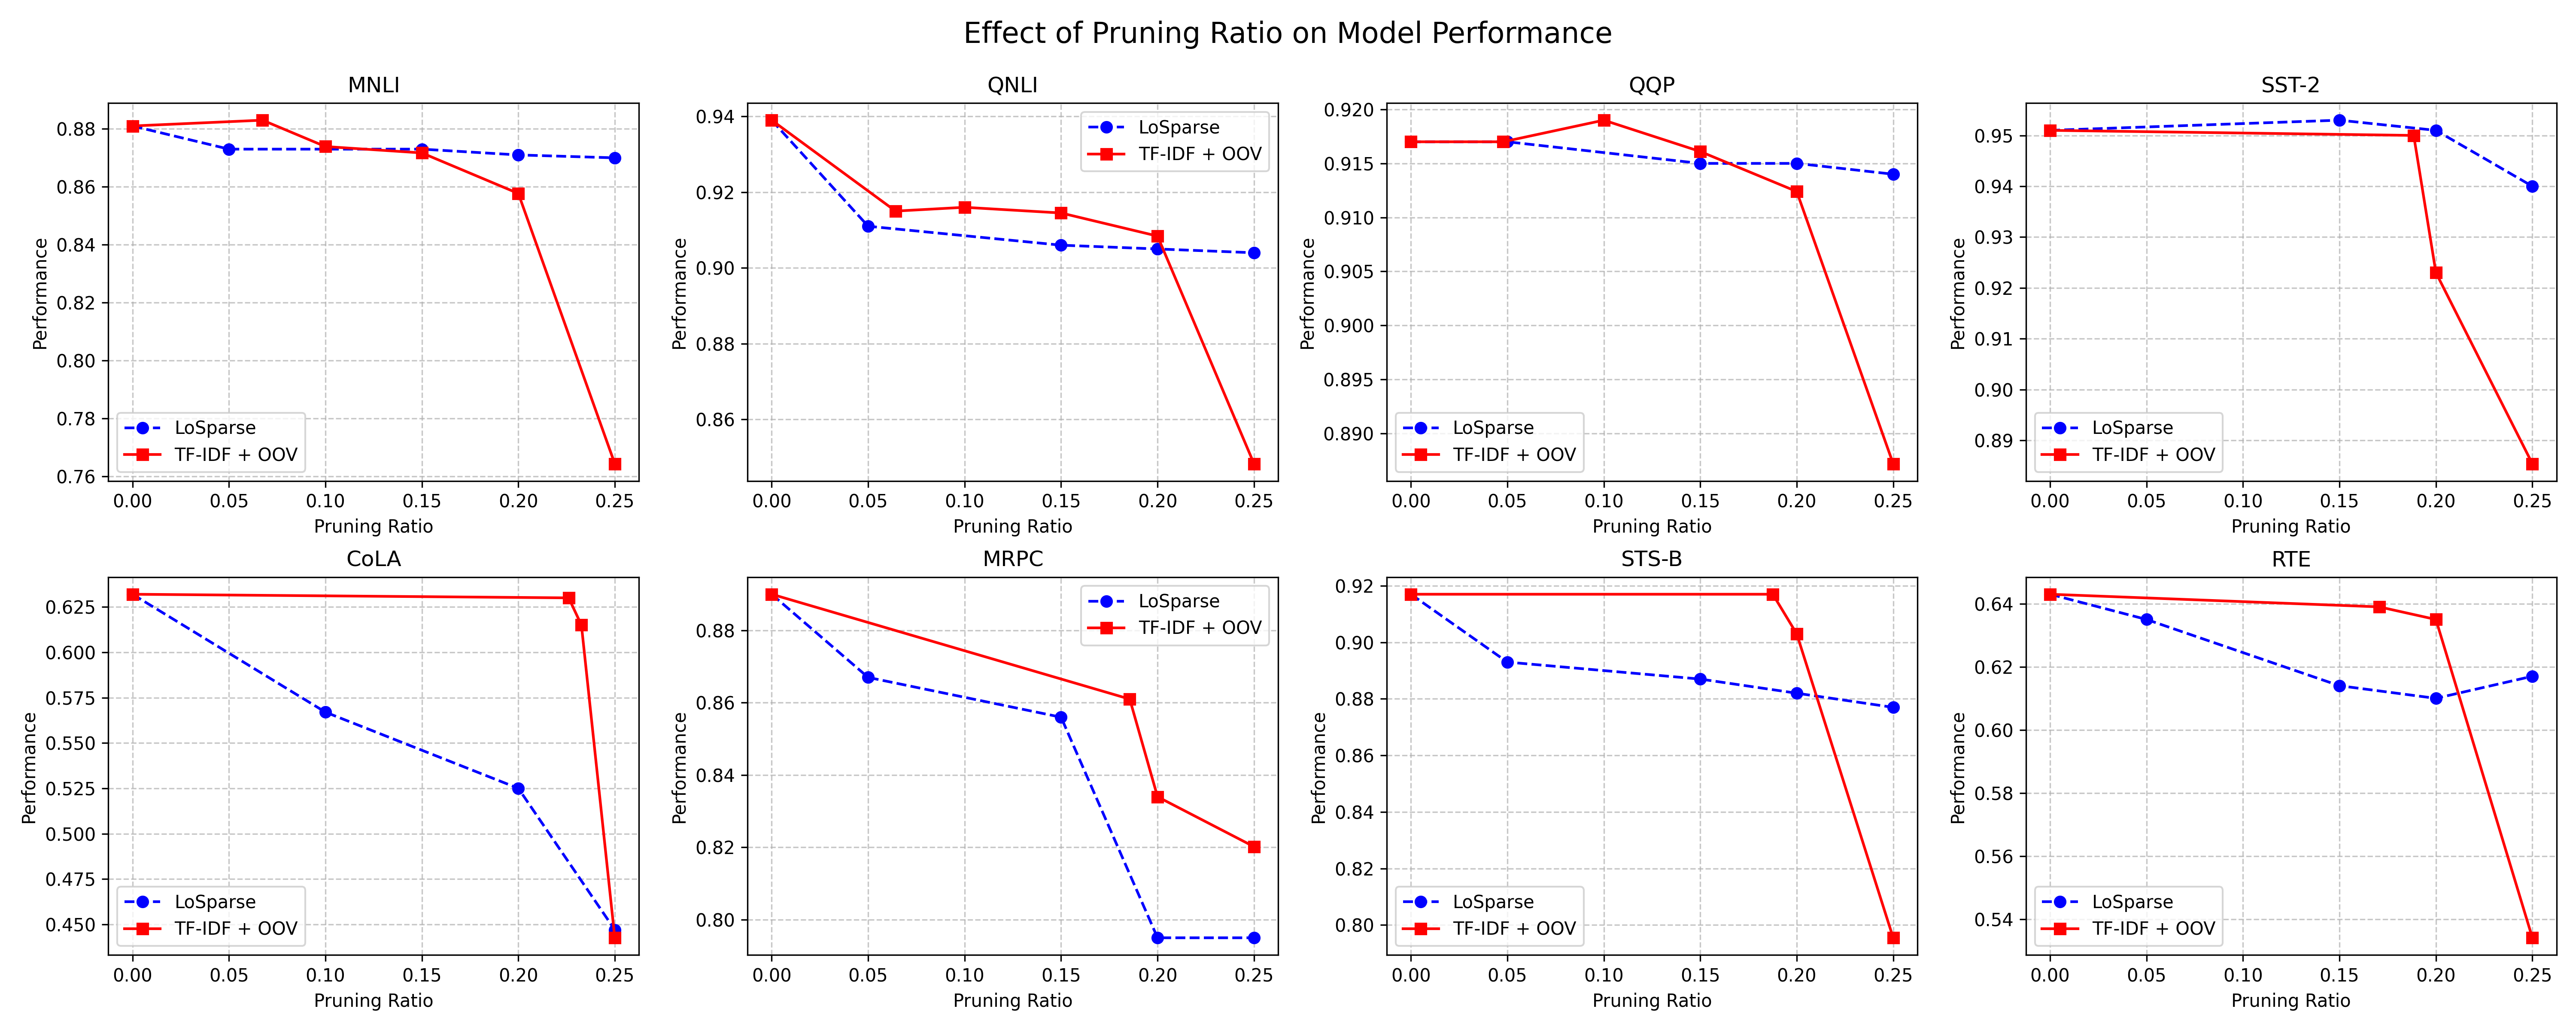 Effect of Pruning Ratio on Model Performance
MNLI
Performance
0.88
0.86
0.84
0.82
0.80
0.78
0.76
LoSparse
TF-IDF + OOV
0.00 0.05 0.10 0.15 0.20 0.25
Pruning Ratio
QNLI
Performance
0.94
0.92
0.90
0.88
0.86
LoSparse
TF-IDF + OOV
0.00 0.05 0.10 0.15 0.20 0.25
Pruning Ratio
QQP
Performance
0.920
0.915
0.910
0.905
0.900
0.895
0.890
LoSparse
TF-IDF + OOV
0.00 0.05 0.10 0.15 0.20 0.25
Pruning Ratio
SST-2
Performance
0.95
0.94
0.93
0.92
0.91
0.90
0.89
LoSparse
TF-IDF + OOV
0.00 0.05 0.10 0.15 0.20 0.25
Pruning Ratio
CoLA
Performance
0.625
0.600
0.575
0.550
0.525
0.500
0.475
0.450
LoSparse
TF-IDF + OOV
0.00 0.05 0.10 0.15 0.20 0.25
Pruning Ratio
MRPC
Performance
0.88
0.86
0.84
0.82
0.80
LoSparse
TF-IDF + OOV
0.00 0.05 0.10 0.15 0.20 0.25
Pruning Ratio
STS-B
Performance
0.92
0.90
0.88
0.86
0.84
0.82
0.80
LoSparse
TF-IDF + OOV
0.00 0.05 0.10 0.15 0.20 0.25
Pruning Ratio
RTE
Performance
0.64
0.62
0.60
0.58
0.56
0.54
LoSparse
TF-IDF + OOV
0.00 0.05 0.10 0.15 0.20 0.25
Pruning Ratio